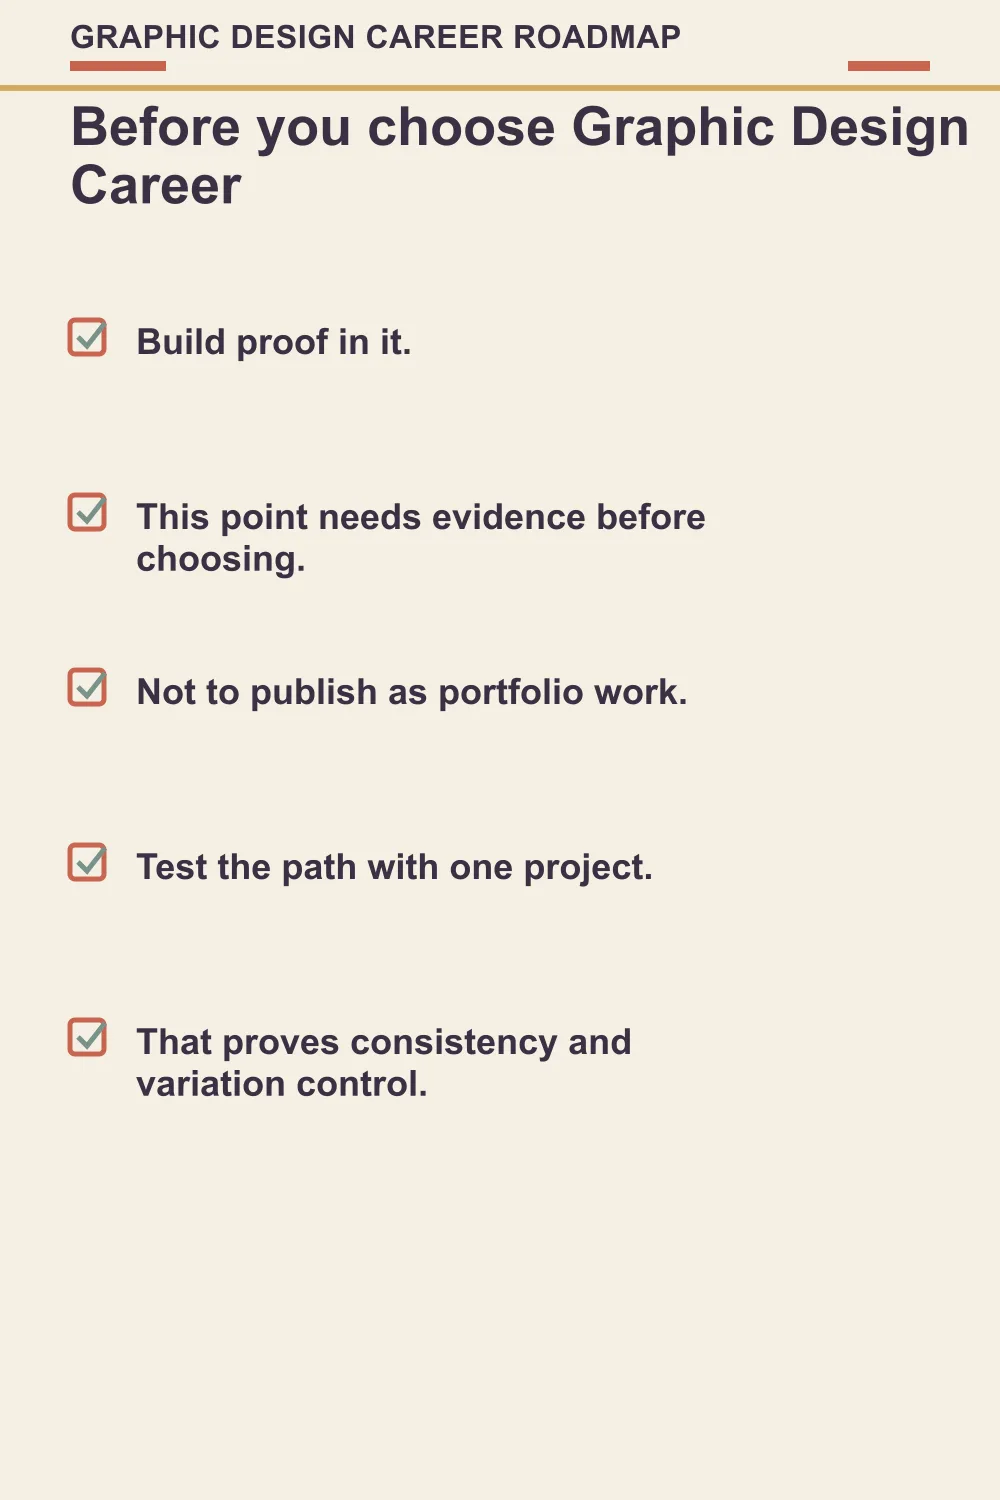 GRAPHIC DESIGN CAREER ROADMAP
Before you choose Graphic Design
Career
Build proof in it.
This point needs evidence before
choosing.
Not to publish as portfolio work.
Test the path with one project.
That proves consistency and
variation control.